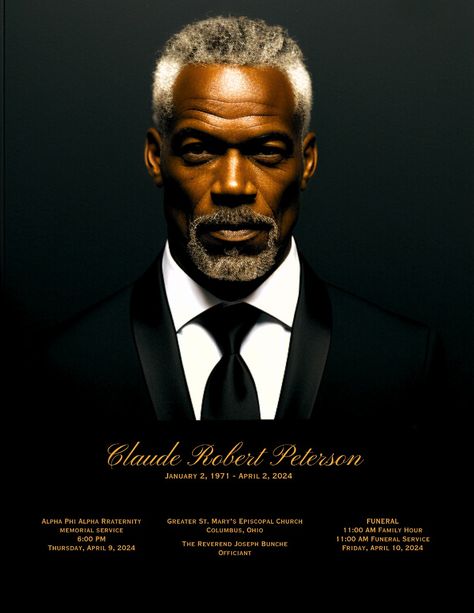 Claude Robert Peterson
January 2, 1971 - April 2, 2024
Alpha Phi Alpha Rraternity
memorial service
6:00 PM
Thursday, April 9, 2024
Greater St. Mary's Episcopal Church
Columbus, Ohio
The Reverend Joseph Bunche
Officiant
FUNERAL
11:00 AM Family Hour
11:00 AM Funeral Service
Friday, April 10, 2024